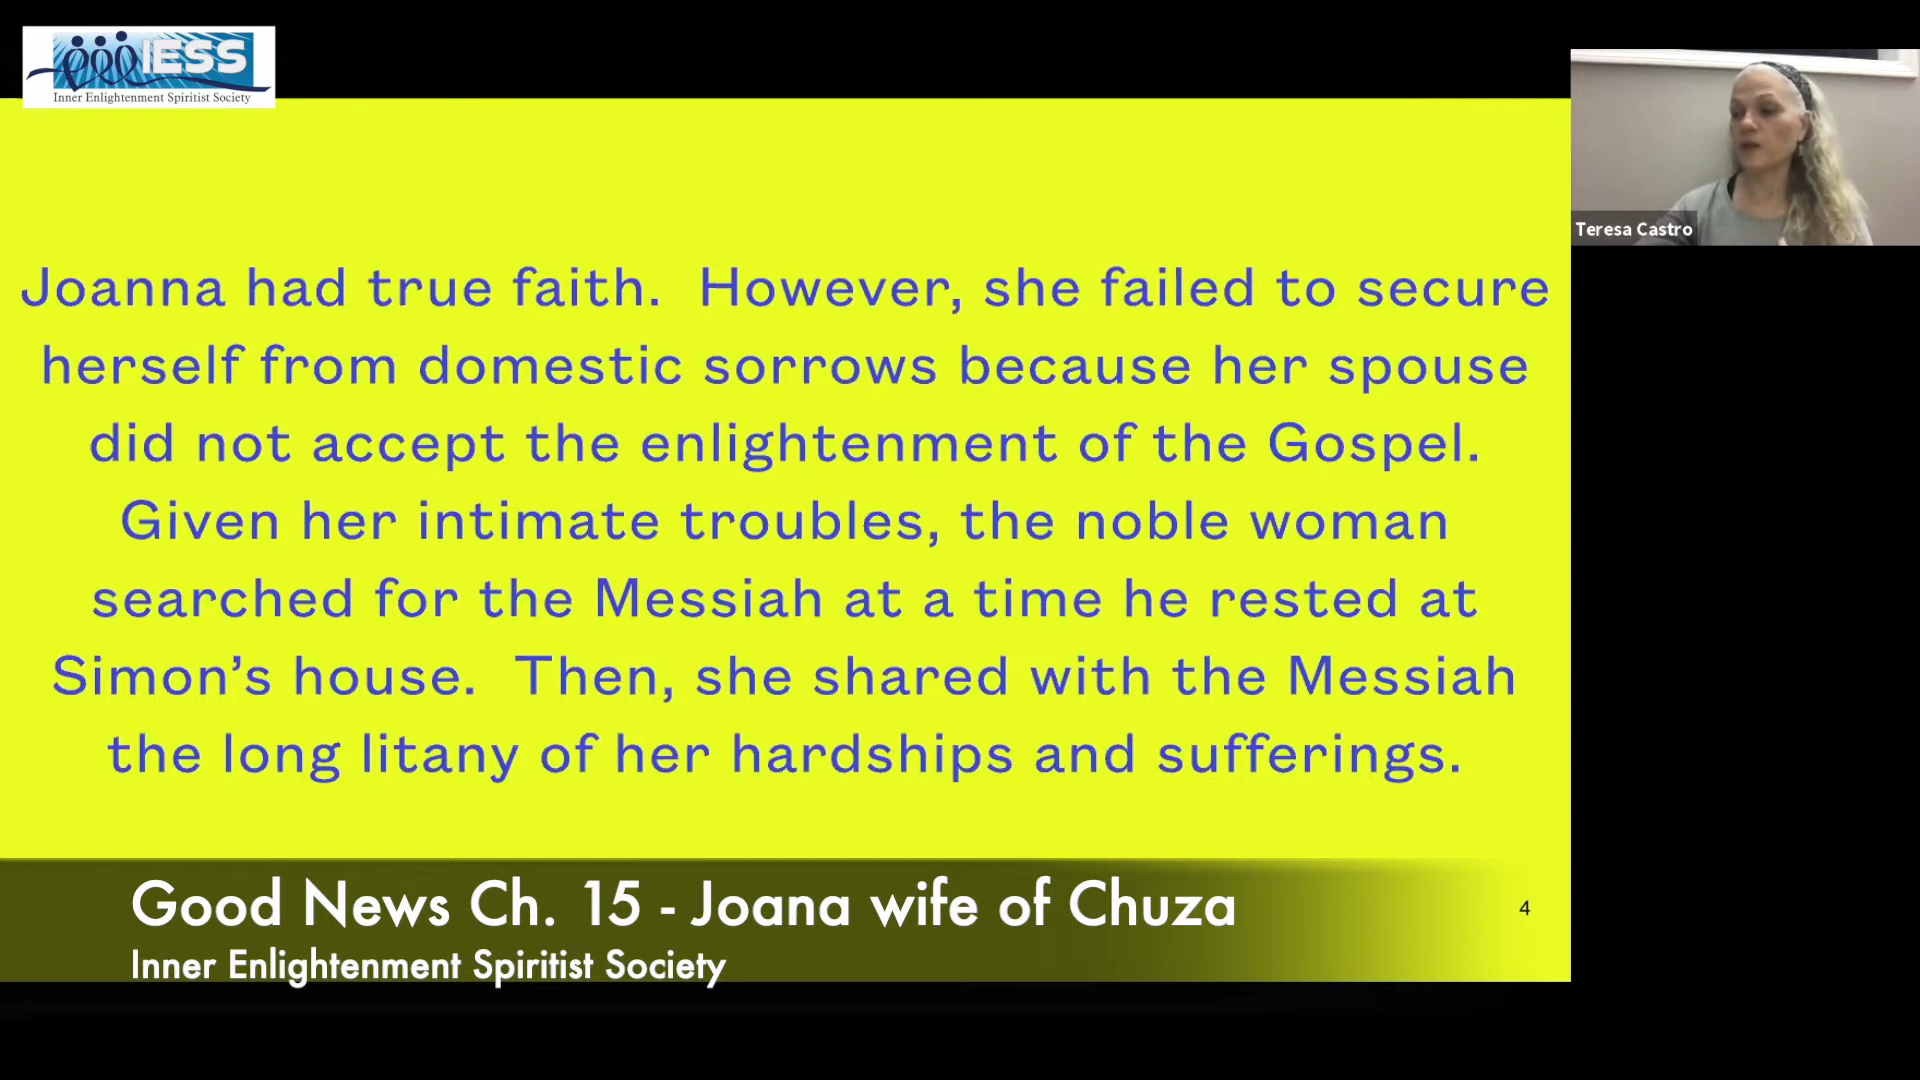 IESS
Inner Enlightenment Spiritist Society
Teresa Castro
Joanna had true faith.  However, she failed to secure
herself from domestic sorrows because her spouse
did not accept the enlightenment of the Gospel.
Given her intimate troubles, the noble woman
searched for the Messiah at a time he rested at
Simon’s house.  Then, she shared with the Messiah
the long litany of her hardships and sufferings.
Good News Ch. 15 - Joana wife of Chuza
4
Inner Enlightenment Spiritist Society